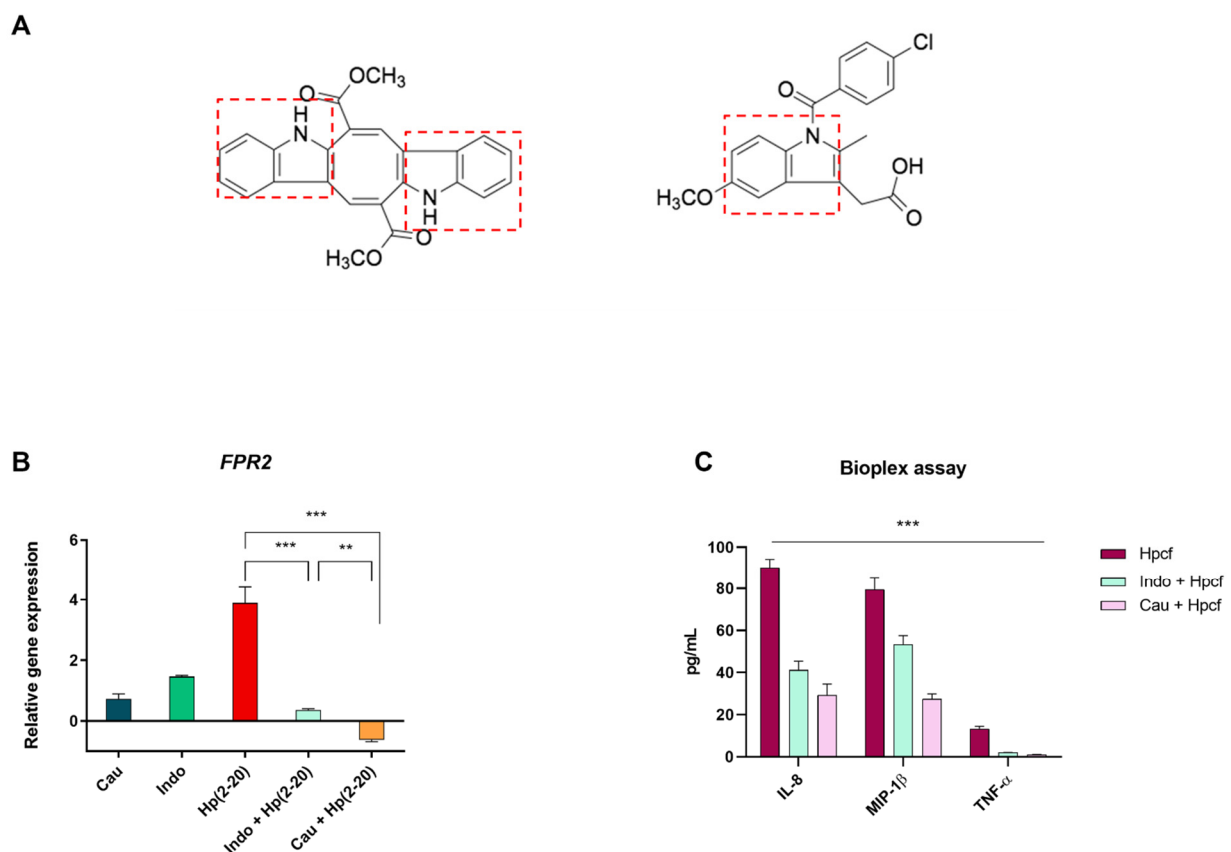 A
OCH₃
O
H
N
N
H
O
H₃CO
Cl
O
N
OH
O
H₃CO
B
FPR2
***
***
**
Relative gene expression
6
4
2
0
Cau
Indo
Hp(2-20)
Indo + Hp(2-20)
Cau + Hp(2-20)
C
Bioplex assay
***
pg/mL
100
80
60
40
20
0
IL-8
MIP-1β
TNF-α
Hpcf
Indo + Hpcf
Cau + Hpcf